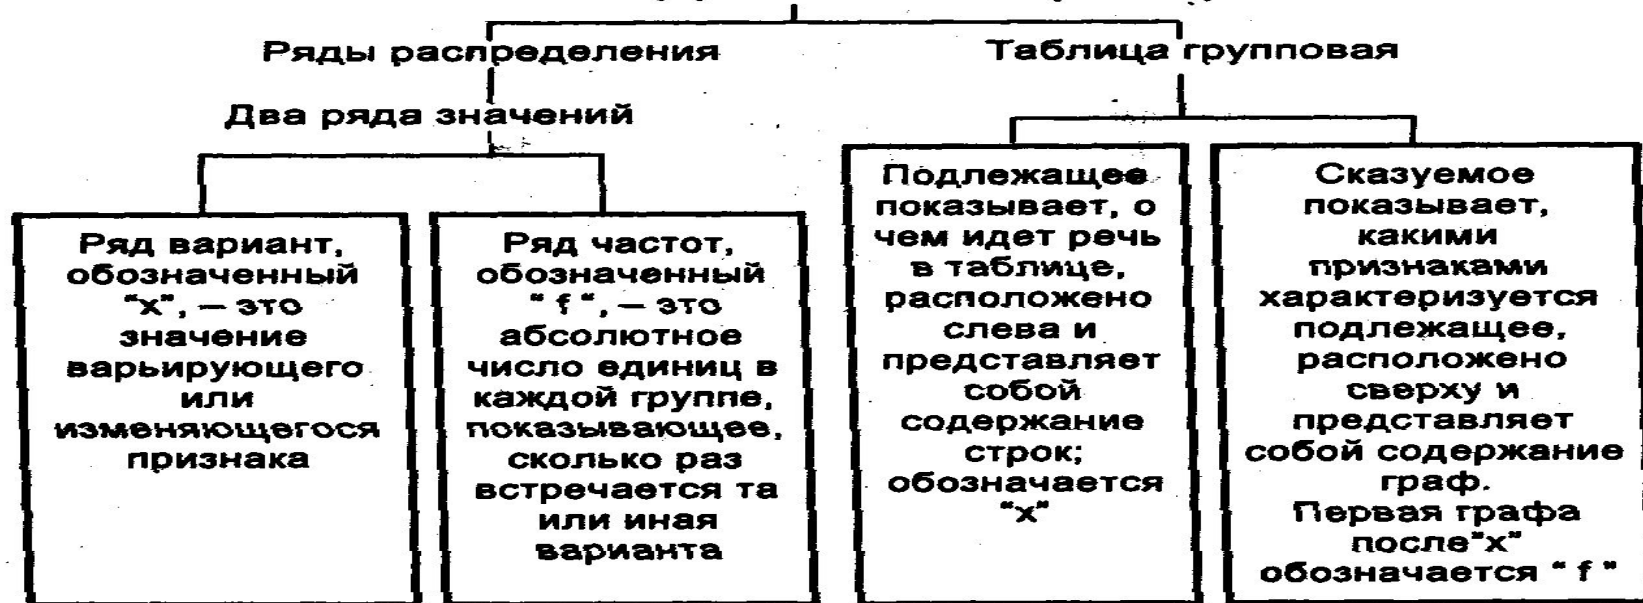 Ряды распределения
Таблица групповая
Два ряда значений
Ряд вариант,
обозначенный
"x", — это
значение
варьирующего
или
изменяющегося
признака
Ряд частот,
обозначенный
" f ", — это
абсолютное
число единиц в
каждой группе,
показывающее,
сколько раз
встречается та
или иная
варианта
Подлежащее
показывает, о
чем идет речь
в таблице,
расположено
слева и
представляет
собой
содержание
строк;
обозначается
"x"
Сказуемое
показывает,
какими
признаками
характеризуется
подлежащее,
расположено
сверху и
представляет
собой содержание
граф.
Первая графа
после"x"
обозначается " f "